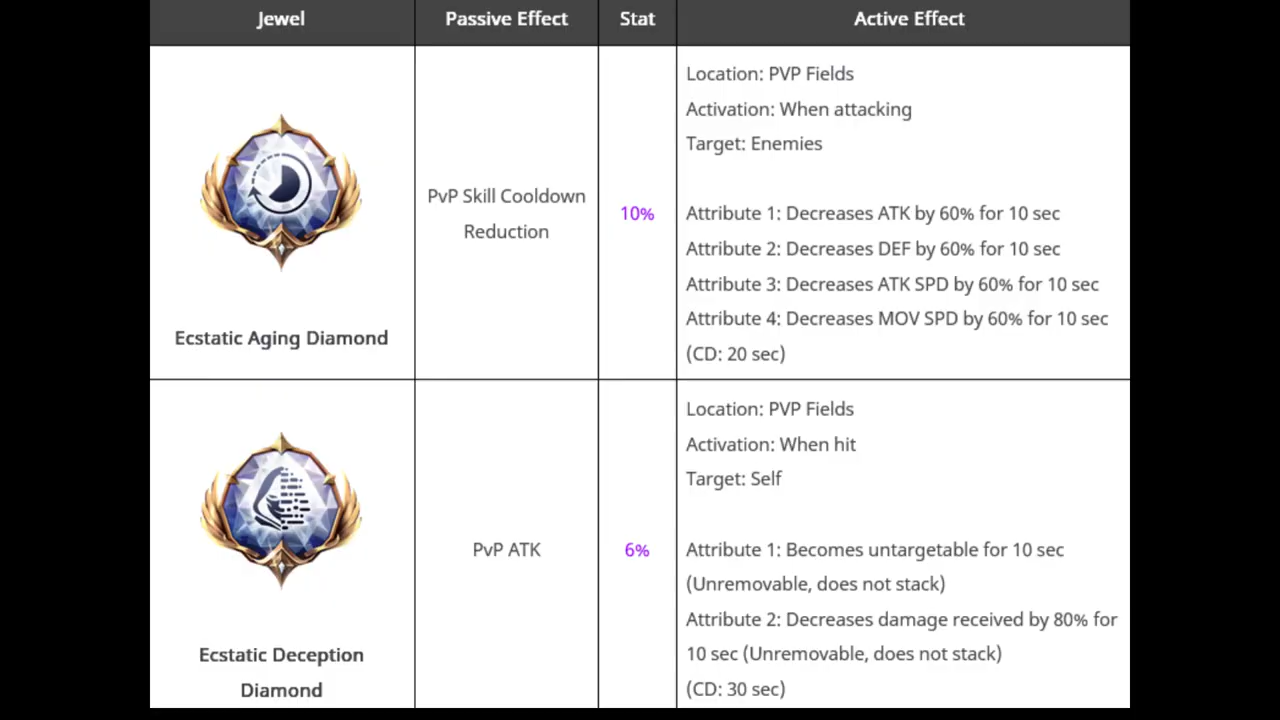 Jewel
Passive Effect
Stat
Active Effect
Ecstatic Aging Diamond
PvP Skill Cooldown
Reduction
10%
Location: PVP Fields
Activation: When attacking
Target: Enemies
Attribute 1: Decreases ATK by 60% for 10 sec
Attribute 2: Decreases DEF by 60% for 10 sec
Attribute 3: Decreases ATK SPD by 60% for 10 sec
Attribute 4: Decreases MOV SPD by 60% for 10 sec
(CD: 20 sec)
Ecstatic Deception
Diamond
PvP ATK
6%
Location: PVP Fields
Activation: When hit
Target: Self
Attribute 1: Becomes untargetable for 10 sec
(Unremovable, does not stack)
Attribute 2: Decreases damage received by 80% for
10 sec (Unremovable, does not stack)
(CD: 30 sec)